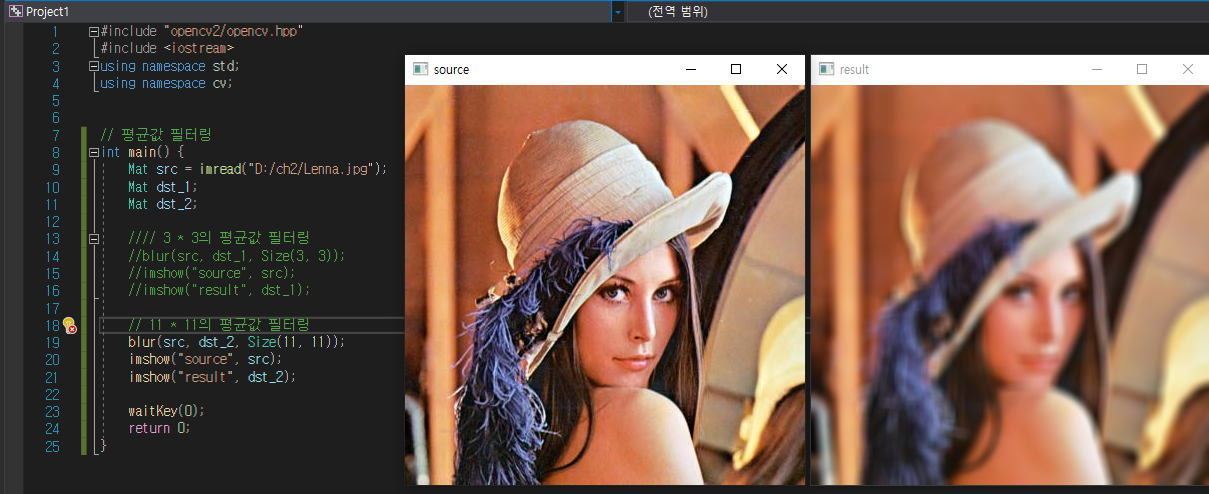 Project1
(전역 범위)
1 #include "opencv2/opencv.hpp"
2 #include <iostream>
3 using namespace std;
4 using namespace cv;
5
6
7 // 평균값 필터링
8 int main() {
9 Mat src = imread("D:/ch2/Lenna.jpg");
10 Mat dst_1;
11 Mat dst_2;
12
13 //// 3 * 3의 평균값 필터링
14 //blur(src, dst_1, Size(3, 3));
15 //imshow("source", src);
16 //imshow("result", dst_1);
17
18 // 11 * 11의 평균값 필터링
19 blur(src, dst_2, Size(11, 11));
20 imshow("source", src);
21 imshow("result", dst_2);
22
23 waitKey(0);
24 return 0;
25 }
source
result